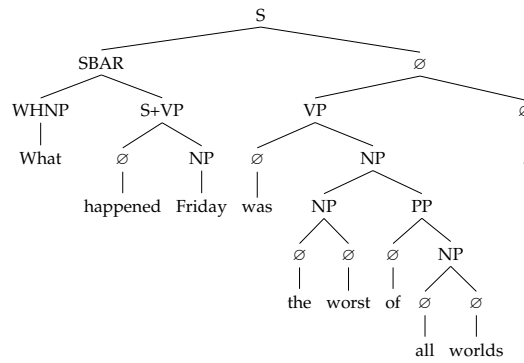 S
SBAR ∅
WHNP S+VP VP ∅
What ∅ NP ∅ NP .
happened Friday was NP PP
∅ ∅ ∅ NP
the worst of ∅ ∅
all worlds